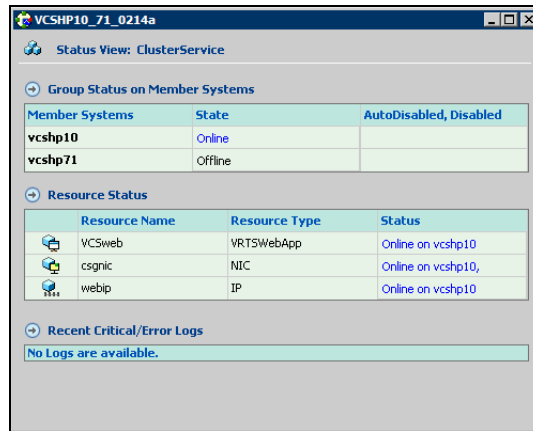 VCSHP10_71_0214a
Status View: ClusterService
Group Status on Member Systems
Member Systems State AutoDisabled, Disabled
vcshp10 Online
vcshp71 Offline
Resource Status
Resource Name Resource Type Status
VCSweb VRTSWebApp Online on vcshp10
csgnic NIC Online on vcshp10,
webip IP Online on vcshp10
Recent Critical/Error Logs
No Logs are available.